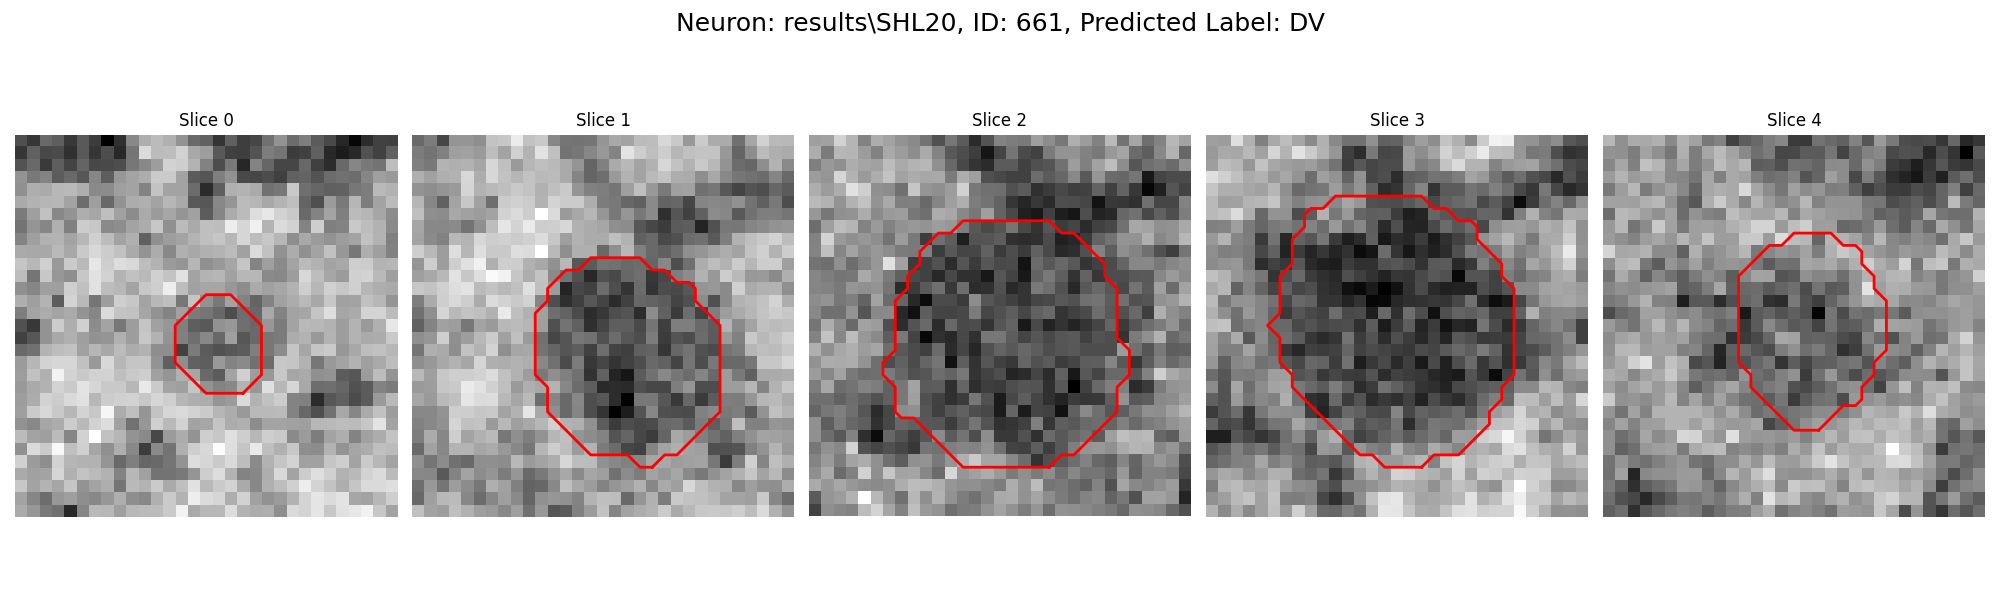 Neuron: results\SHL20, ID: 661, Predicted Label: DV
Slice 0
Slice 1
Slice 2
Slice 3
Slice 4